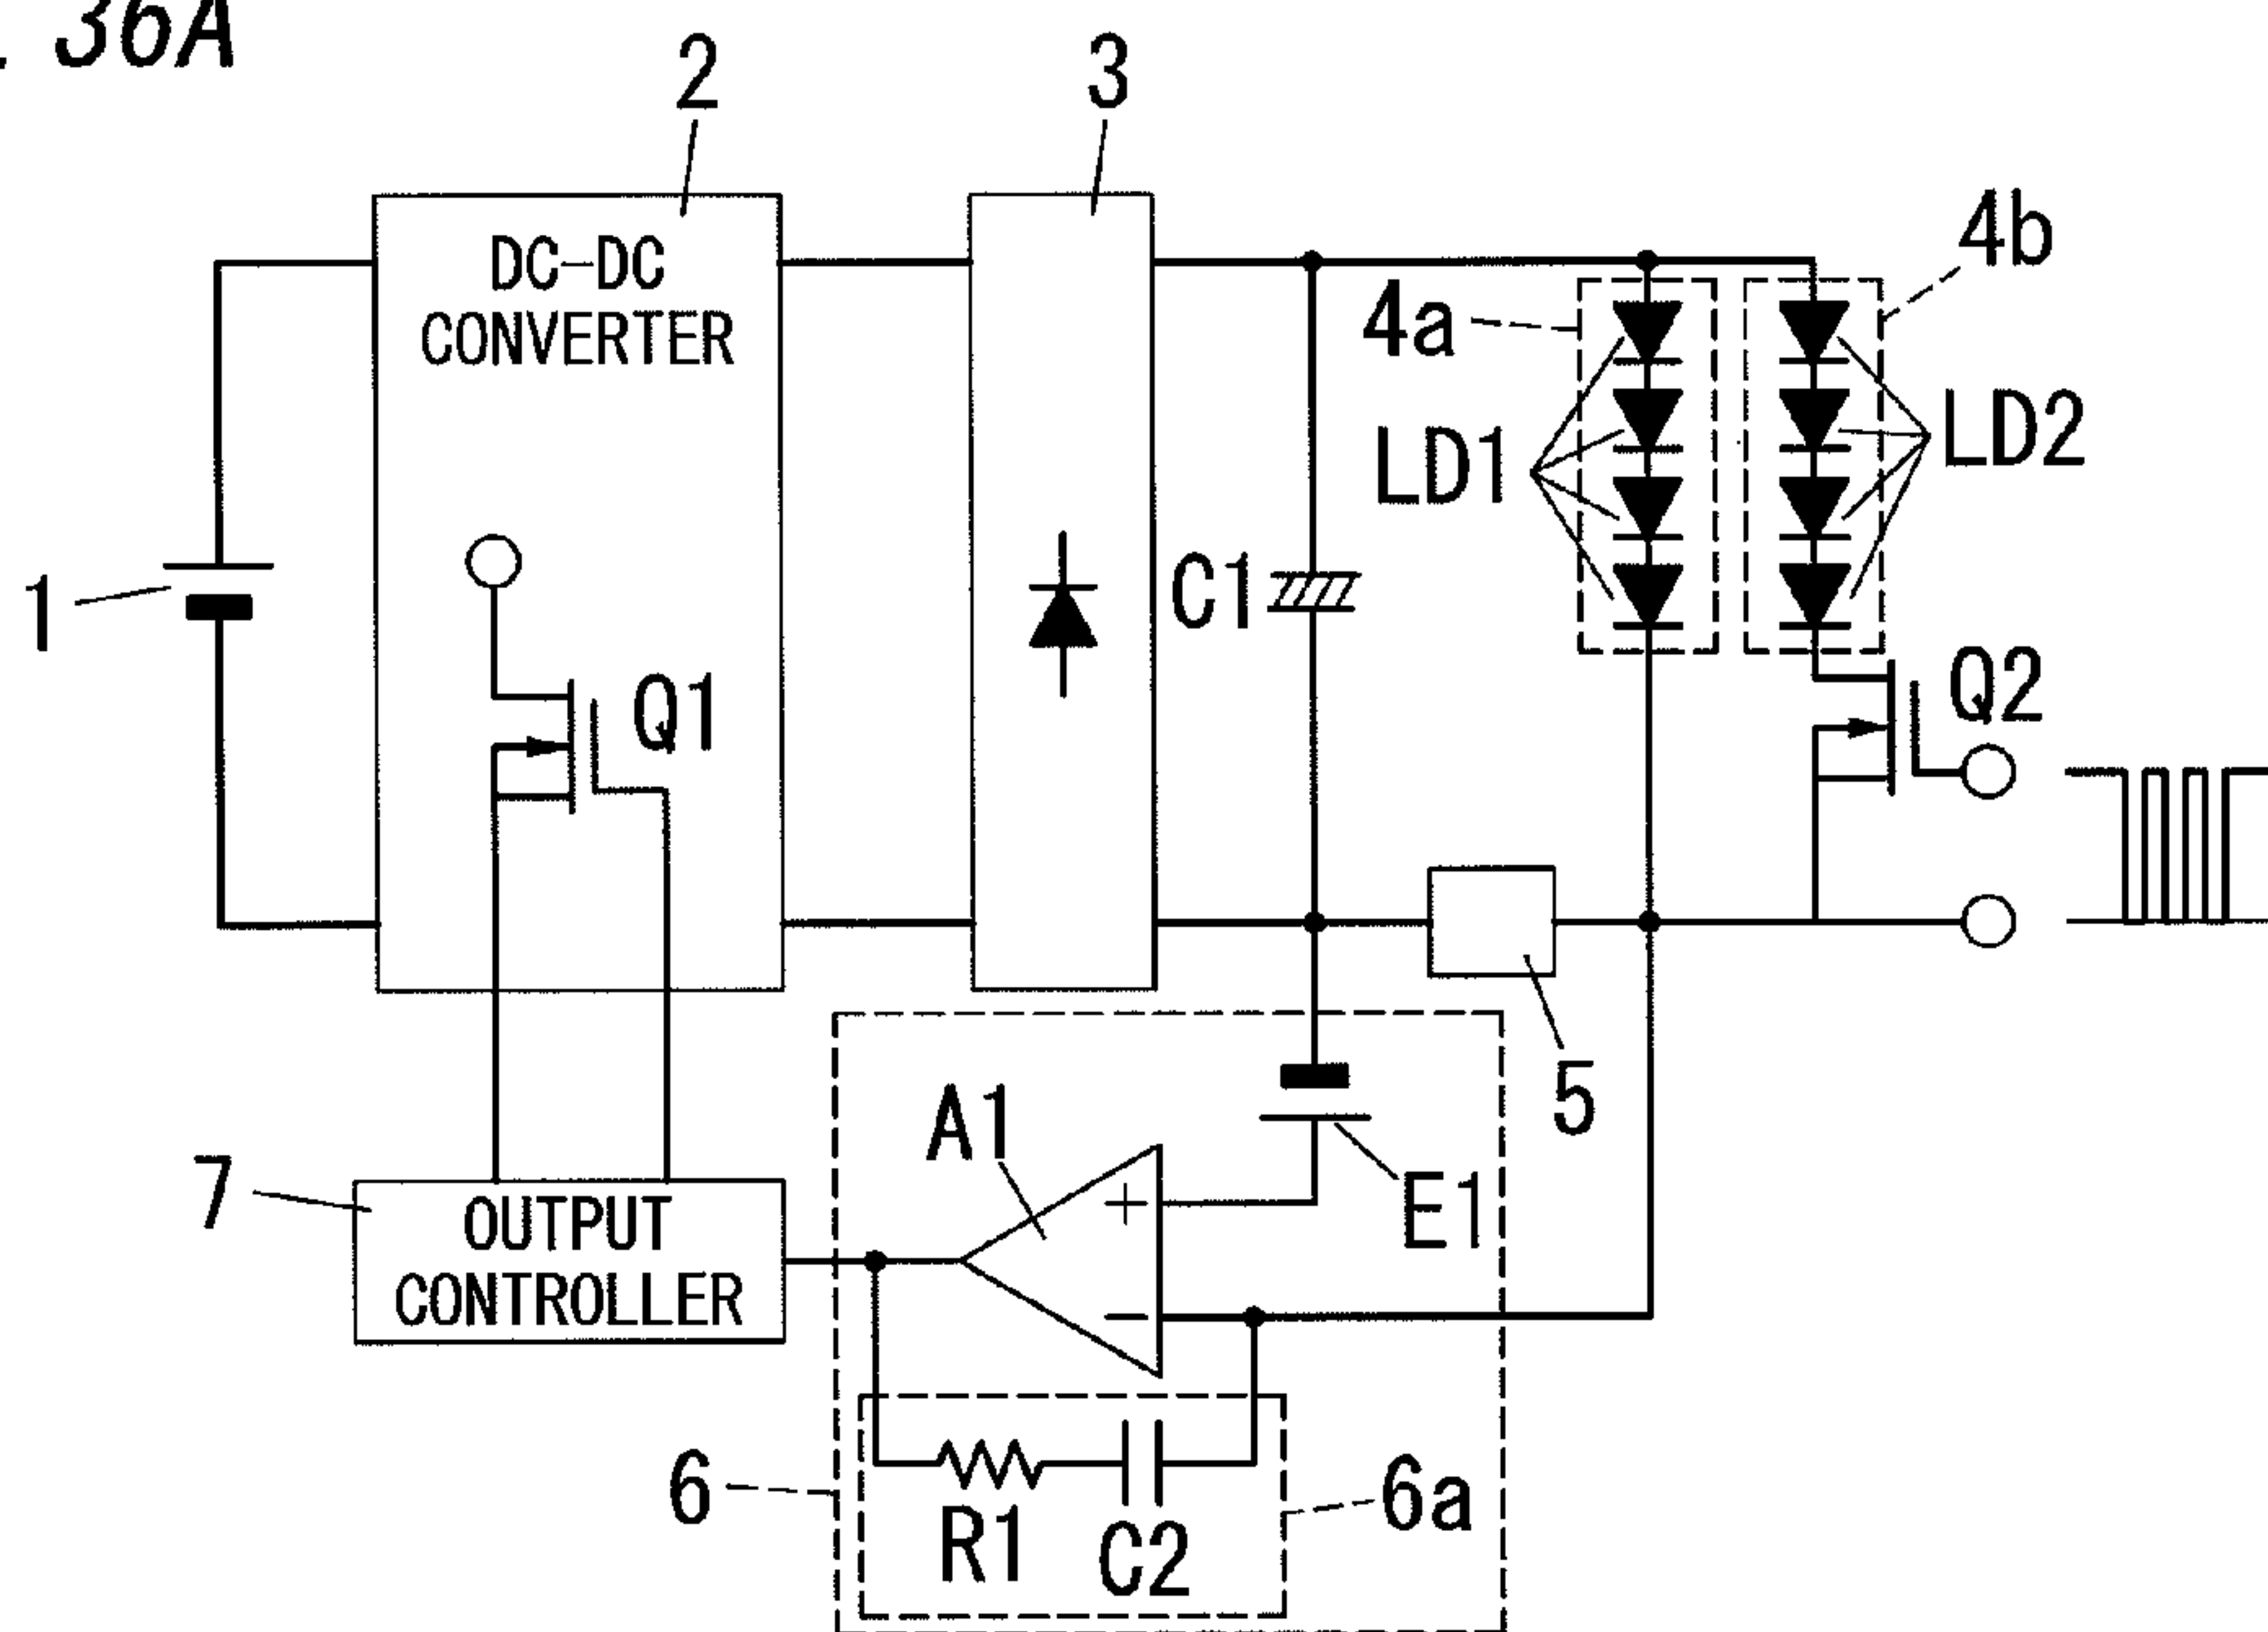 . 36A
2
3
DC-DC
CONVERTER
4b
4a
LD1
LD2
1
C1
Q1
Q2
5
A1
E1
7
+
OUTPUT
CONTROLLER
−
6
6a
R1
C2